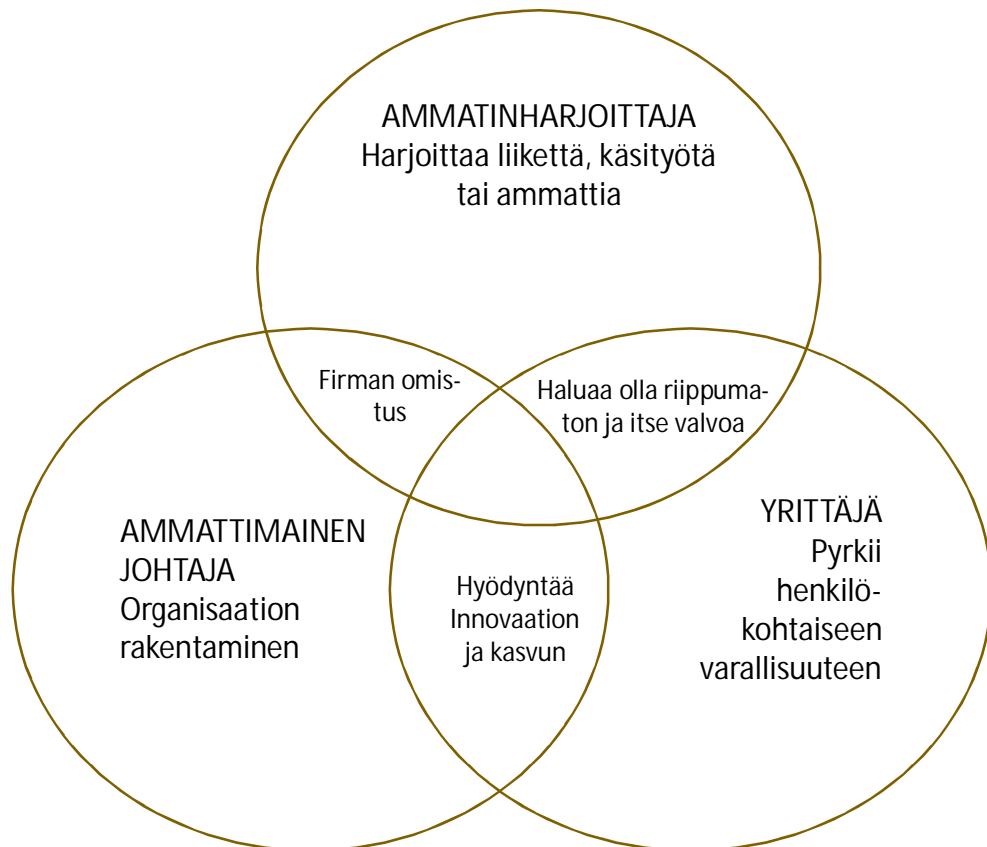 AMMATINHARJOITTAJA
Harjoittaa liikettä, käsityötä
tai ammattia
Firman omis-
tus
Haluaa olla riippuma-
ton ja itse valvoa
AMMATTIMAINEN
JOHTAJA
Organisaation
rakentaminen
Hyödyntää
Innovaation
ja kasvun
YRITTÄJÄ
Pyrkii
henkilö-
kohtaiseen
varallisuuteen